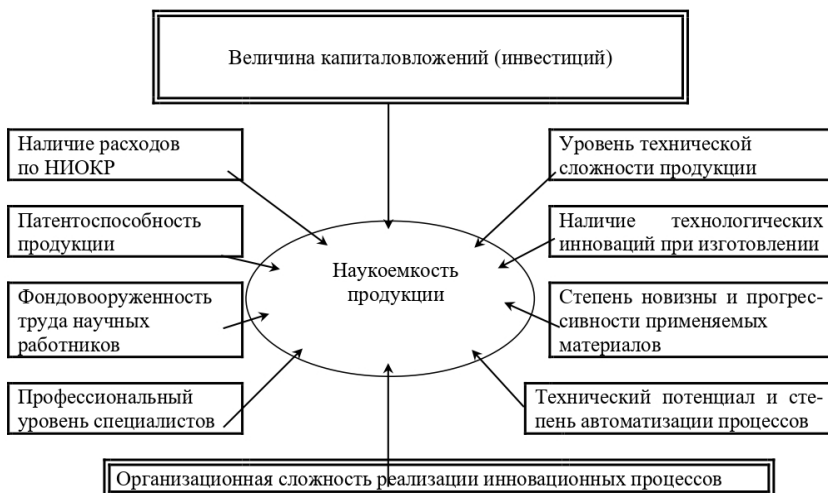 Величина капиталовложений (инвестиций)
Наличие расходов
по НИОКР
Уровень технической
сложности продукции
Патентоспособность
продукции
Наличие технологических
инноваций при изготовлении
Наукоемкость
продукции
Фондовооруженность
труда научных
работников
Степень новизны и прогрес-
сивности применяемых
материалов
Профессиональный
уровень специалистов
Технический потенциал и сте-
пень автоматизации процессов
Организационная сложность реализации инновационных процессов